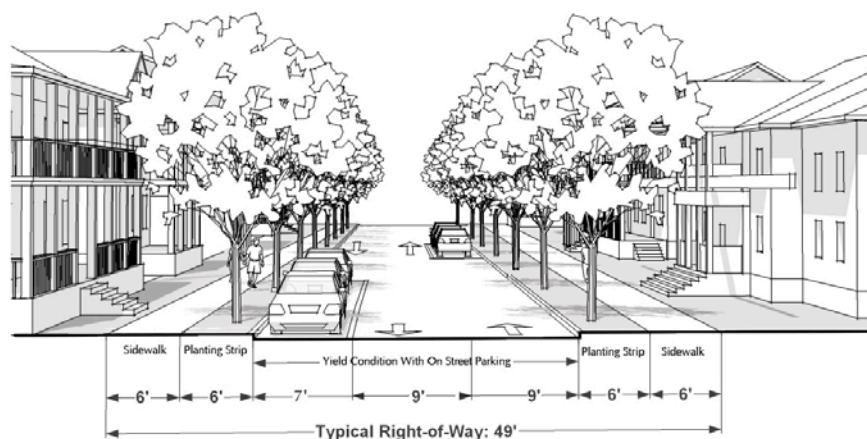 Sidewalk Planting Strip Yield Condition With On Street Parking Planting Strip Sidewalk
6' 6' 7' 9' 9' 6' 6'
Typical Right-of-Way: 49'